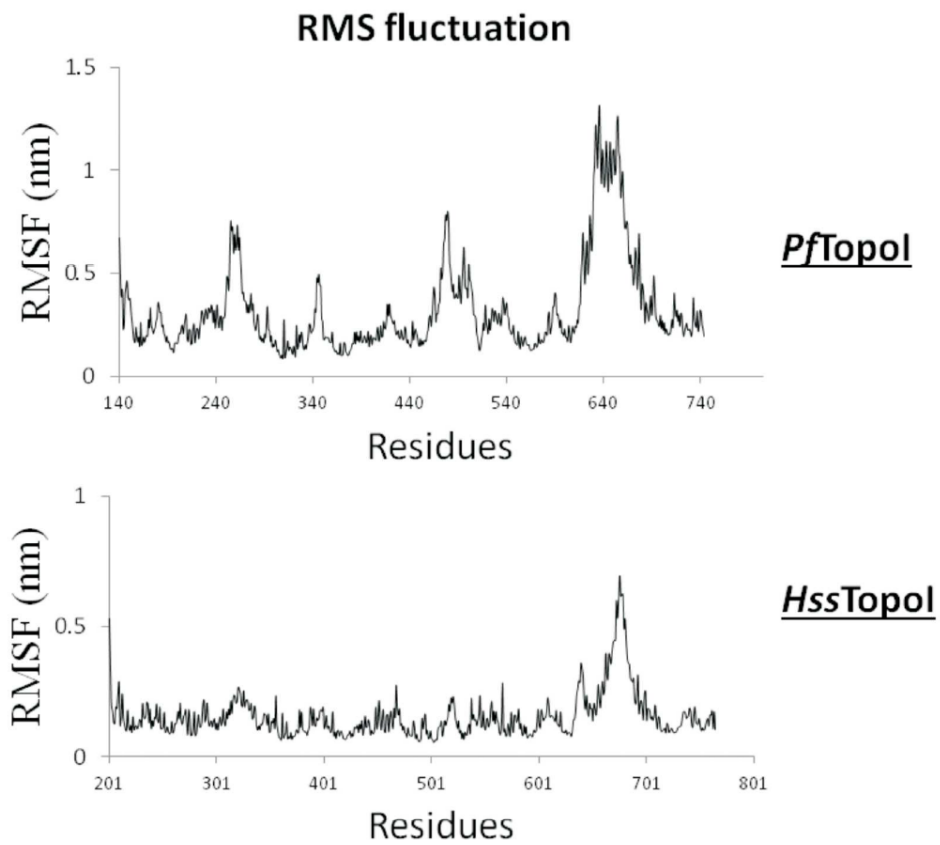 RMS fluctuation
1.5
1
0.5
0
RMSF (nm)
140 240 340 440 540 640 740
Residues
PfTopoI
1
0.5
0
RMSF (nm)
201 301 401 501 601 701 801
Residues
HssTopoI